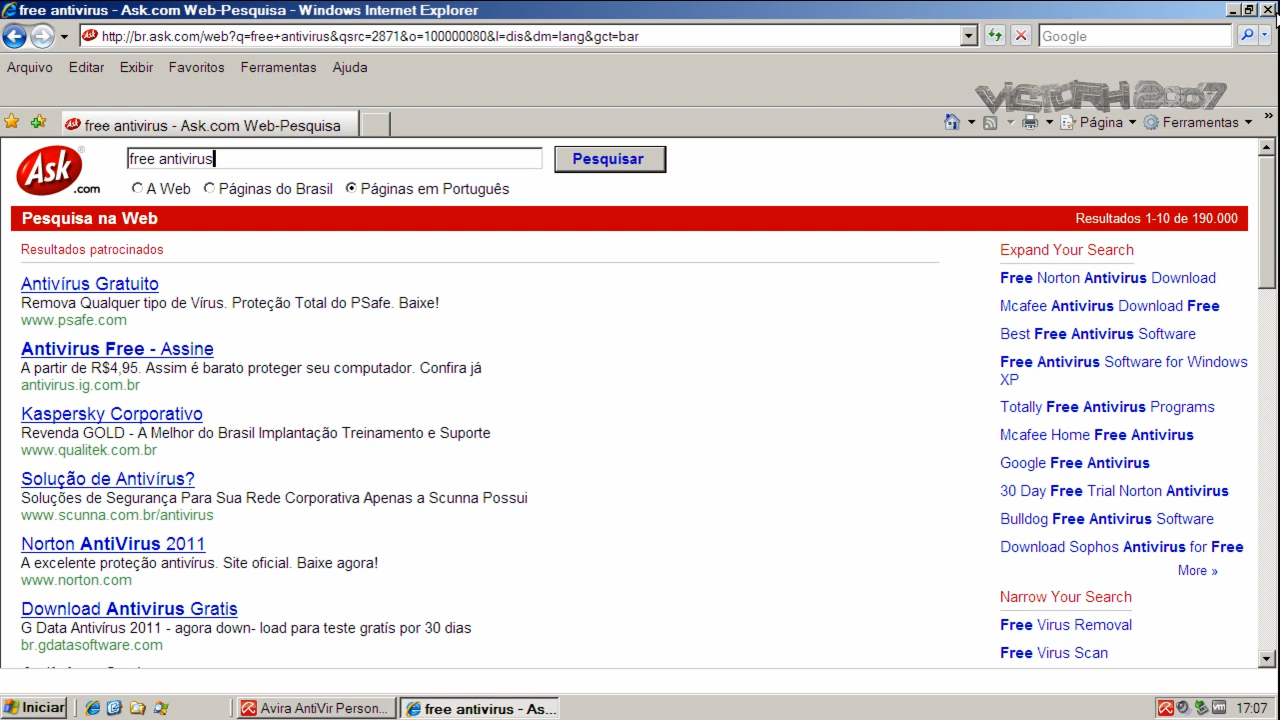 free antivirus - Ask.com Web-Pesquisa - Windows Internet Explorer
http://br.ask.com/web?q=free+antivirus&qsrc=2871&o=100000080&l=dis&dm=lang&gct=bar
Google
Arquivo Editar Exibir Favoritos Ferramentas Ajuda
VICTORH 2007
free antivirus - Ask.com Web-Pesquisa
Página Ferramentas »
Ask .com
free antivirus
Pesquisar
A Web Páginas do Brasil Páginas em Português
Pesquisa na Web
Resultados 1-10 de 190.000
Resultados patrocinados
Antivírus Gratuito
Remova Qualquer tipo de Vírus. Proteção Total do PSafe. Baixe!
www.psafe.com
Antivirus Free - Assine
A partir de R$4,95. Assim é barato proteger seu computador. Confira já
antivirus.ig.com.br
Kaspersky Corporativo
Revenda GOLD - A Melhor do Brasil Implantação Treinamento e Suporte
www.qualitek.com.br
Solução de Antivírus?
Soluções de Segurança Para Sua Rede Corporativa Apenas a Scunna Possui
www.scunna.com.br/antivirus
Norton AntiVirus 2011
A excelente proteção antivírus. Site oficial. Baixe agora!
www.norton.com
Download Antivirus Gratis
G Data Antivírus 2011 - agora down- load para teste gratís por 30 dias
br.gdatasoftware.com
Expand Your Search
Free Norton Antivirus Download
Mcafee Antivirus Download Free
Best Free Antivirus Software
Free Antivirus Software for Windows
XP
Totally Free Antivirus Programs
Mcafee Home Free Antivirus
Google Free Antivirus
30 Day Free Trial Norton Antivirus
Bulldog Free Antivirus Software
Download Sophos Antivirus for Free
More »
Narrow Your Search
Free Virus Removal
Free Virus Scan
Iniciar
Avira AntiVir Person...
free antivirus - As...
17:07